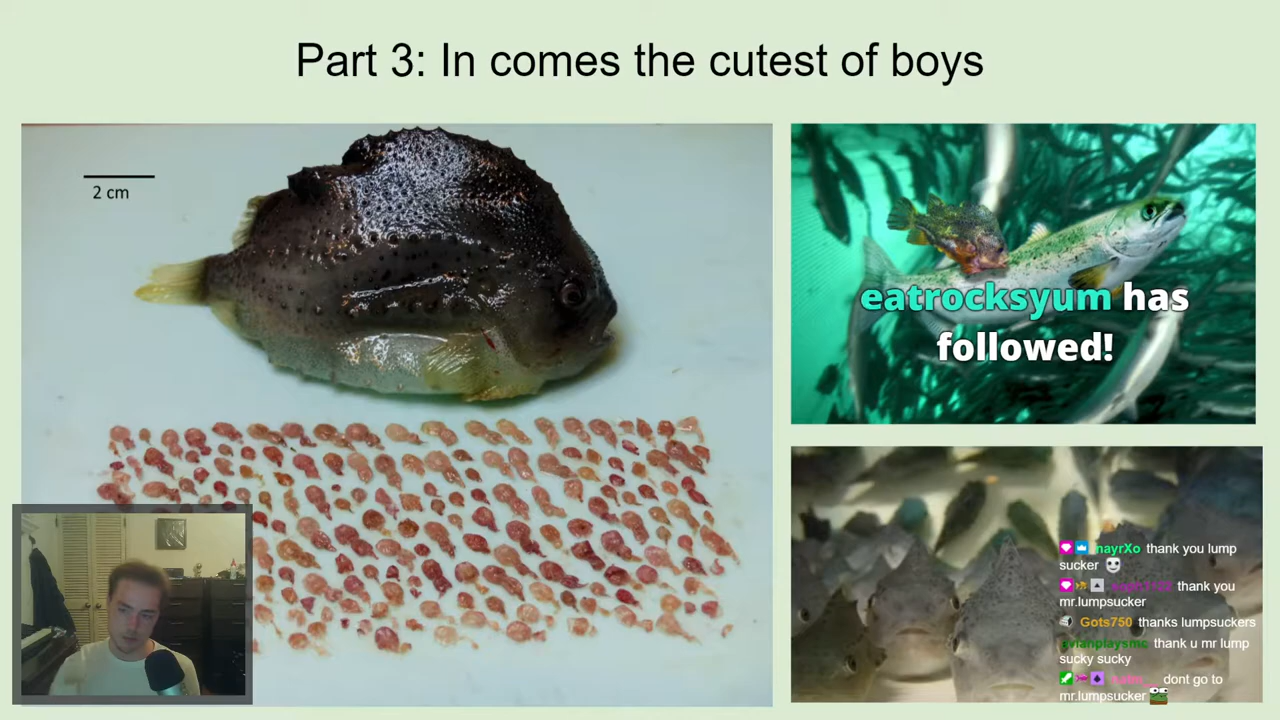 Part 3: In comes the cutest of boys
2 cm
eatrocksyum has
followed!
nayrXo thank you lump
sucker
thank you
mr.lumpsucker
Gots750 thanks lumpsuckers
thank u mr lump
sucky sucky
dont go to
mr.lumpsucker